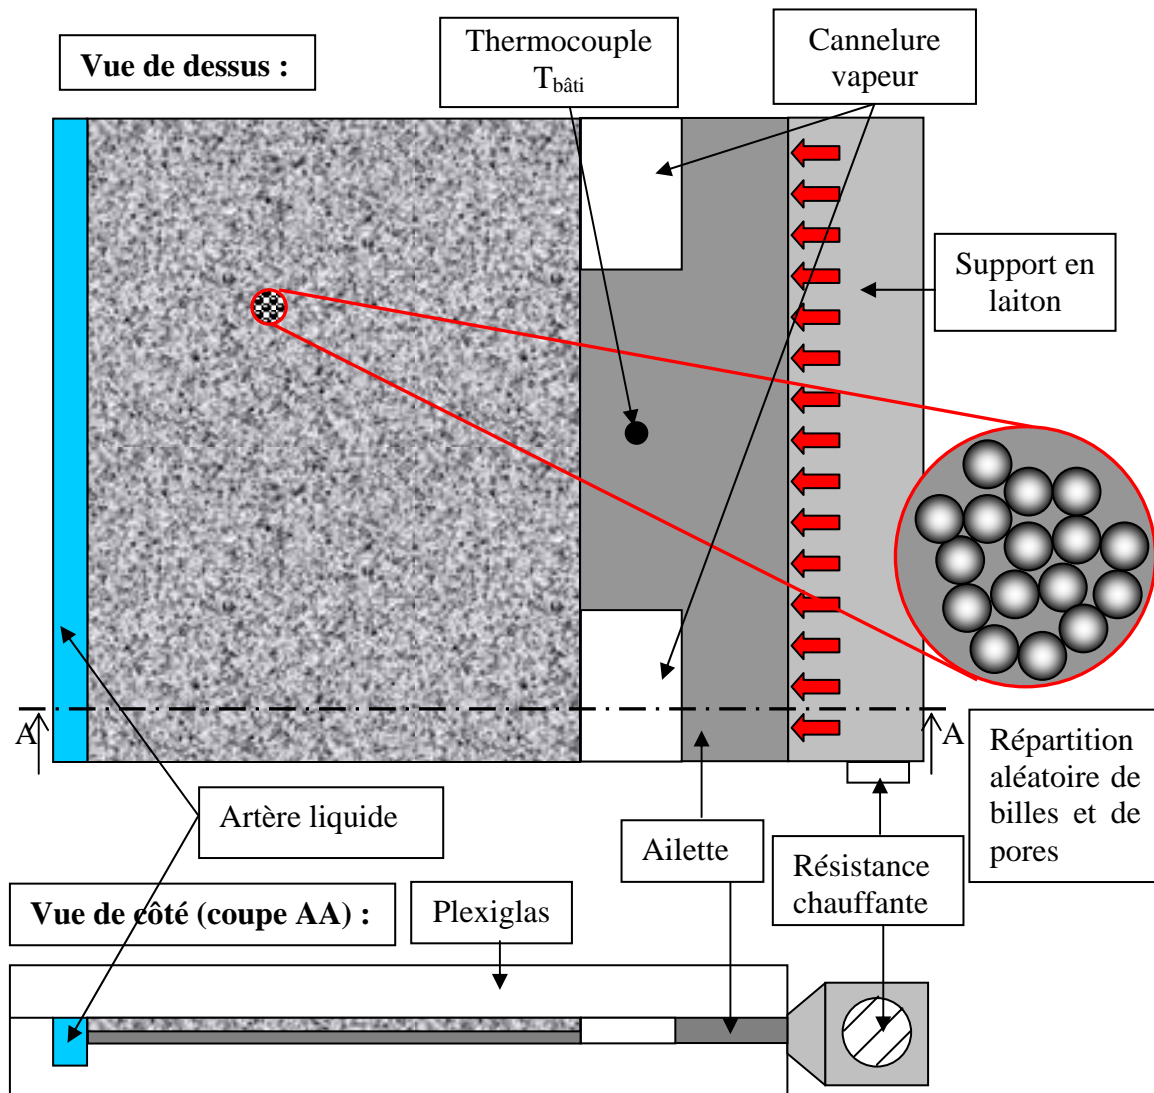 Vue de dessus :
Thermocouple
Tbâti
Cannelure
vapeur
Support en
laiton
A
A
Répartition
aléatoire de
billes et de
pores
Artère liquide
Ailette
Résistance
chauffante
Vue de côté (coupe AA) :
Plexiglas